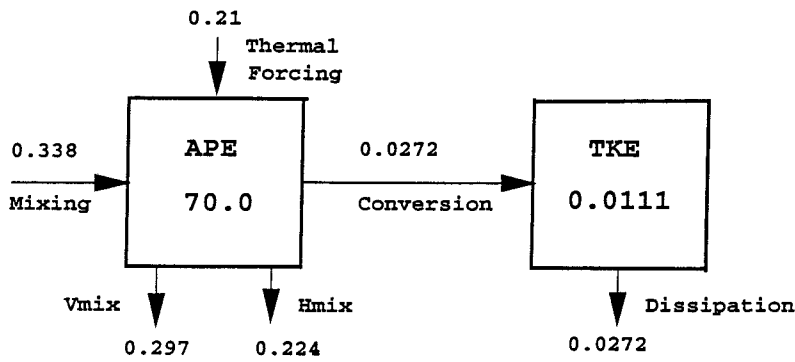 0.21
Thermal
Forcing
0.338
APE
0.0272
TKE
Mixing
70.0
Conversion
0.0111
Vmix
Hmix
Dissipation
0.297
0.224
0.0272